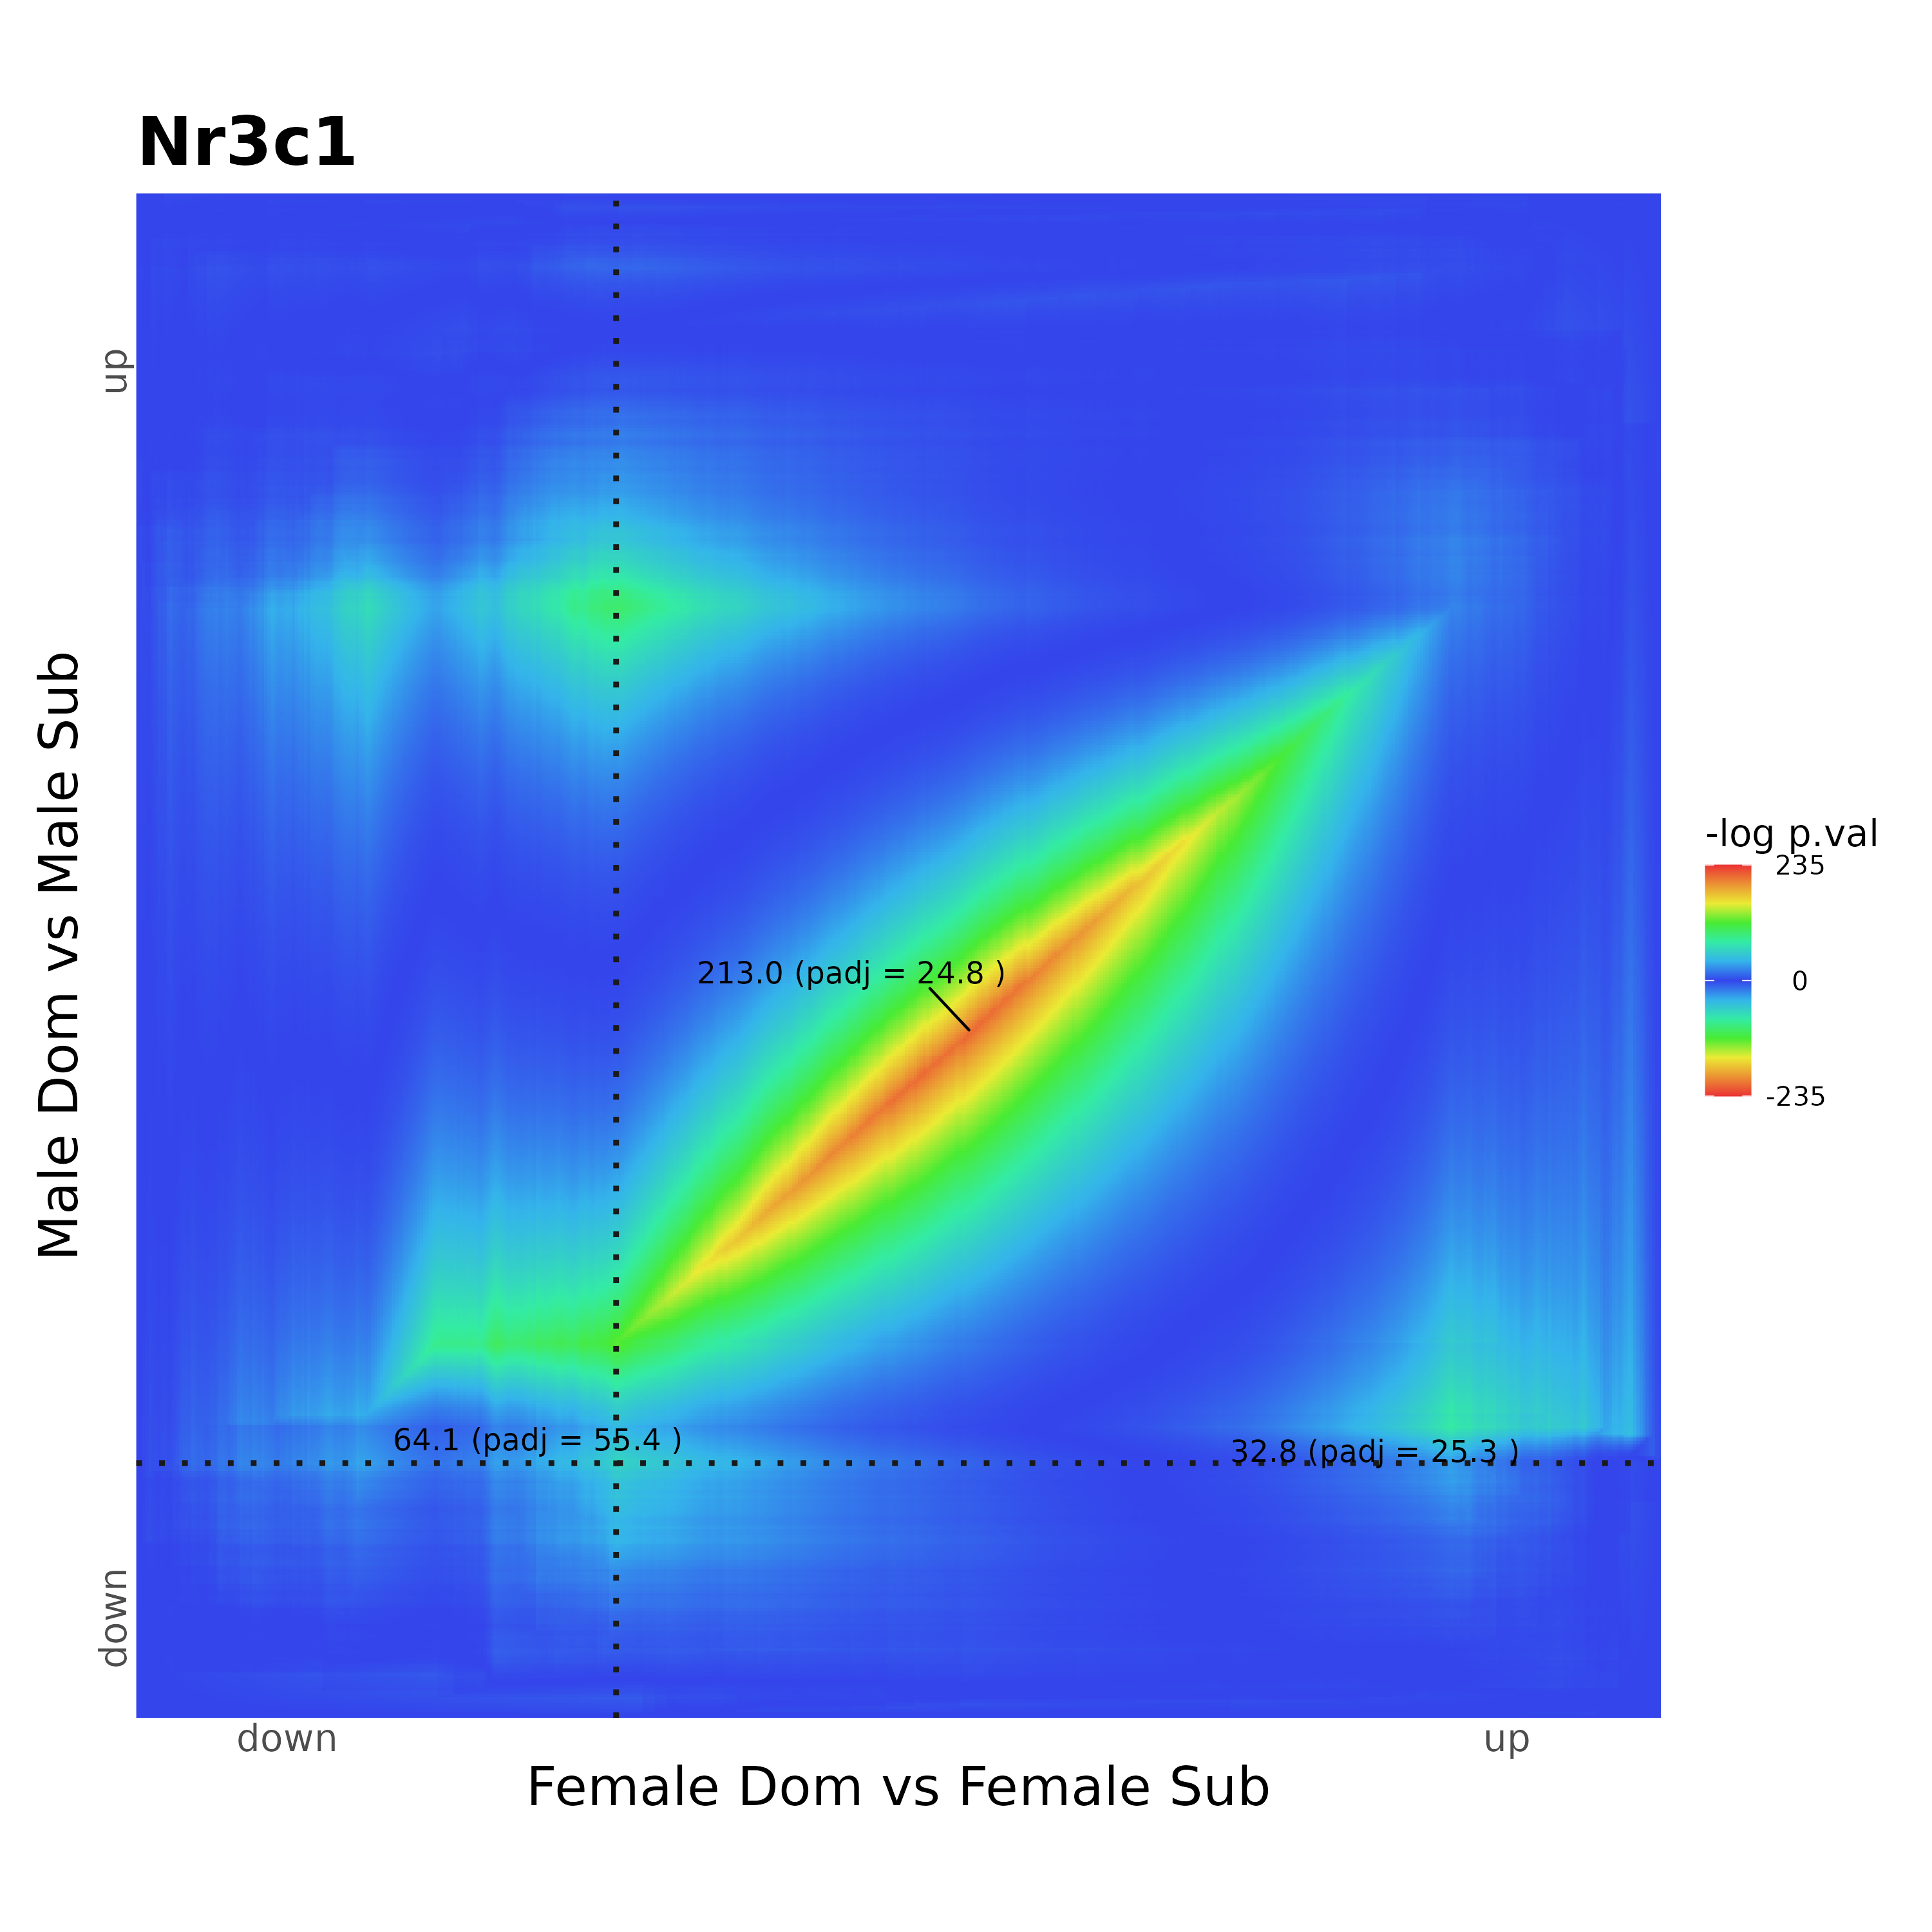 Nr3c1
up
Male Dom vs Male Sub
down
213.0 (padj = 24.8 )
64.1 (padj = 55.4 )
32.8 (padj = 25.3 )
down
up
Female Dom vs Female Sub
-log p.val
235
0
-235